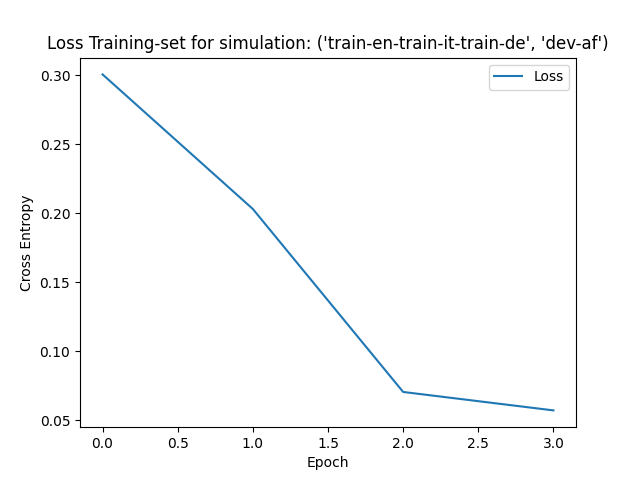 Loss Training-set for simulation: ('train-en-train-it-train-de', 'dev-af')
Loss
Cross Entropy
0.30
0.25
0.20
0.15
0.10
0.05
0.0 0.5 1.0 1.5 2.0 2.5 3.0
Epoch